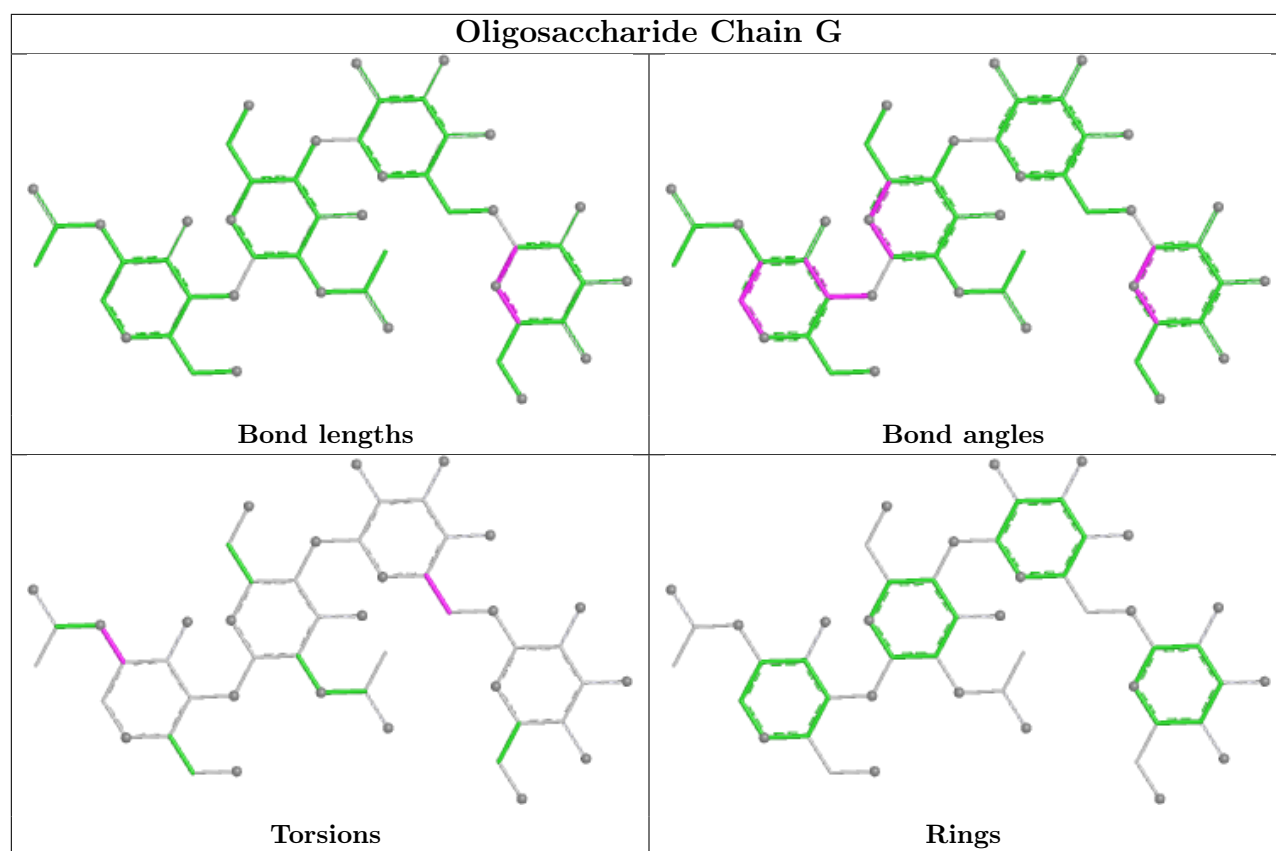 Oligosaccharide Chain G
Bond lengths
Bond angles
Torsions
Rings